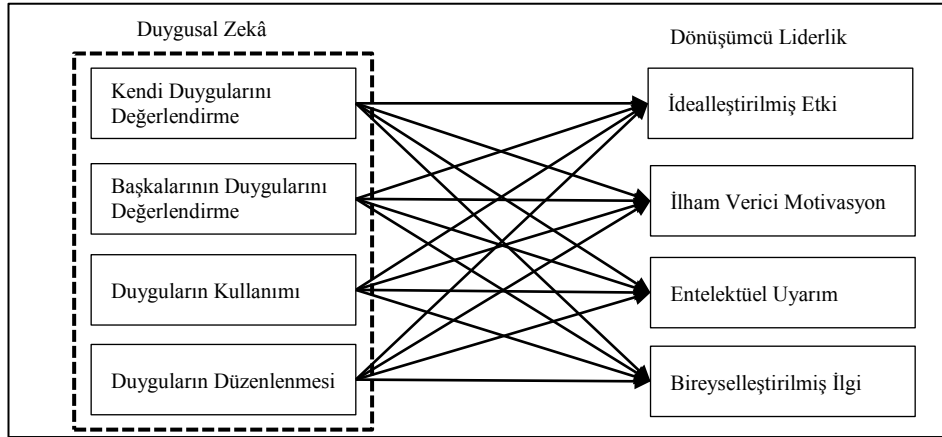 Duygusal Zekâ
Kendi Duygularını
Değerlendirme
Başkalarının Duygularını
Değerlendirme
Duyguların Kullanımı
Duyguların Düzenlenmesi
Dönüşümcü Liderlik
İdealleştirilmiş Etki
İlham Verici Motivasyon
Entelektüel Uyarım
Bireyselleştirilmiş İlgi